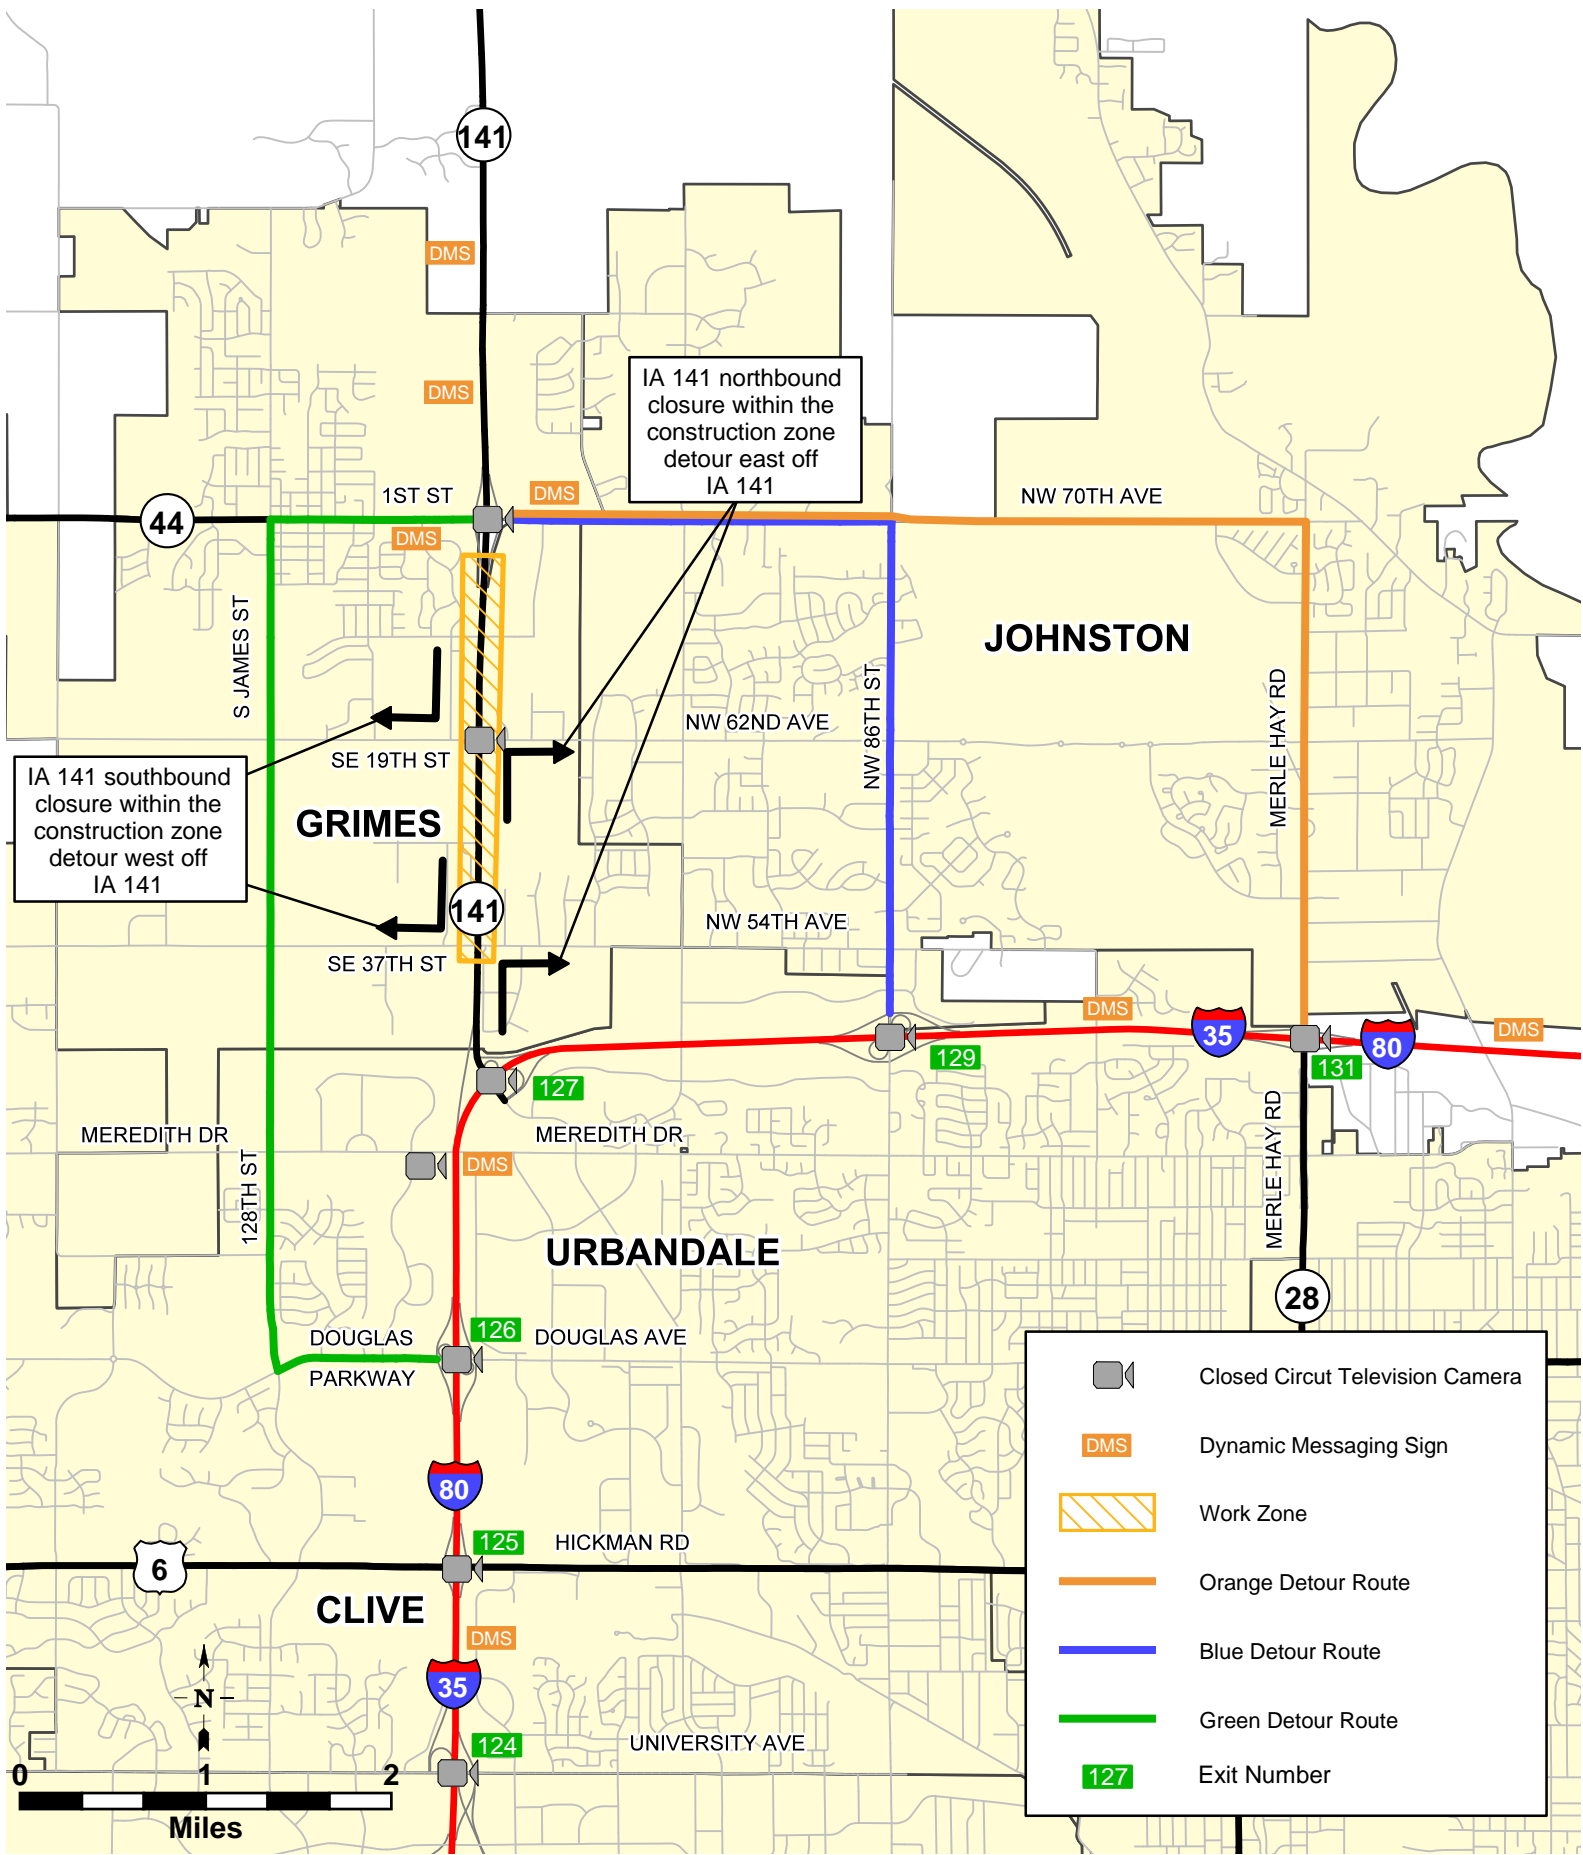 141
DMS
DMS
IA 141 northbound
closure within the
construction zone
detour east off
IA 141
1ST ST
DMS
NW 70TH AVE
44
DMS
S JAMES ST
JOHNSTON
NW 86TH ST
MERLE HAY RD
NW 62ND AVE
SE 19TH ST
IA 141 southbound
closure within the
construction zone
detour west off
IA 141
GRIMES
141
NW 54TH AVE
SE 37TH ST
DMS
35
DMS
80
129
131
127
MEREDITH DR
MEREDITH DR
DMS
128TH ST
MERLE HAY RD
URBANDALE
28
126
DOUGLAS
PARKWAY
DOUGLAS AVE
80
125
HICKMAN RD
6
CLIVE
DMS
35
N
124
UNIVERSITY AVE
0 1 2
Miles
Closed Circut Television Camera
DMS Dynamic Messaging Sign
Work Zone
Orange Detour Route
Blue Detour Route
Green Detour Route
127 Exit Number